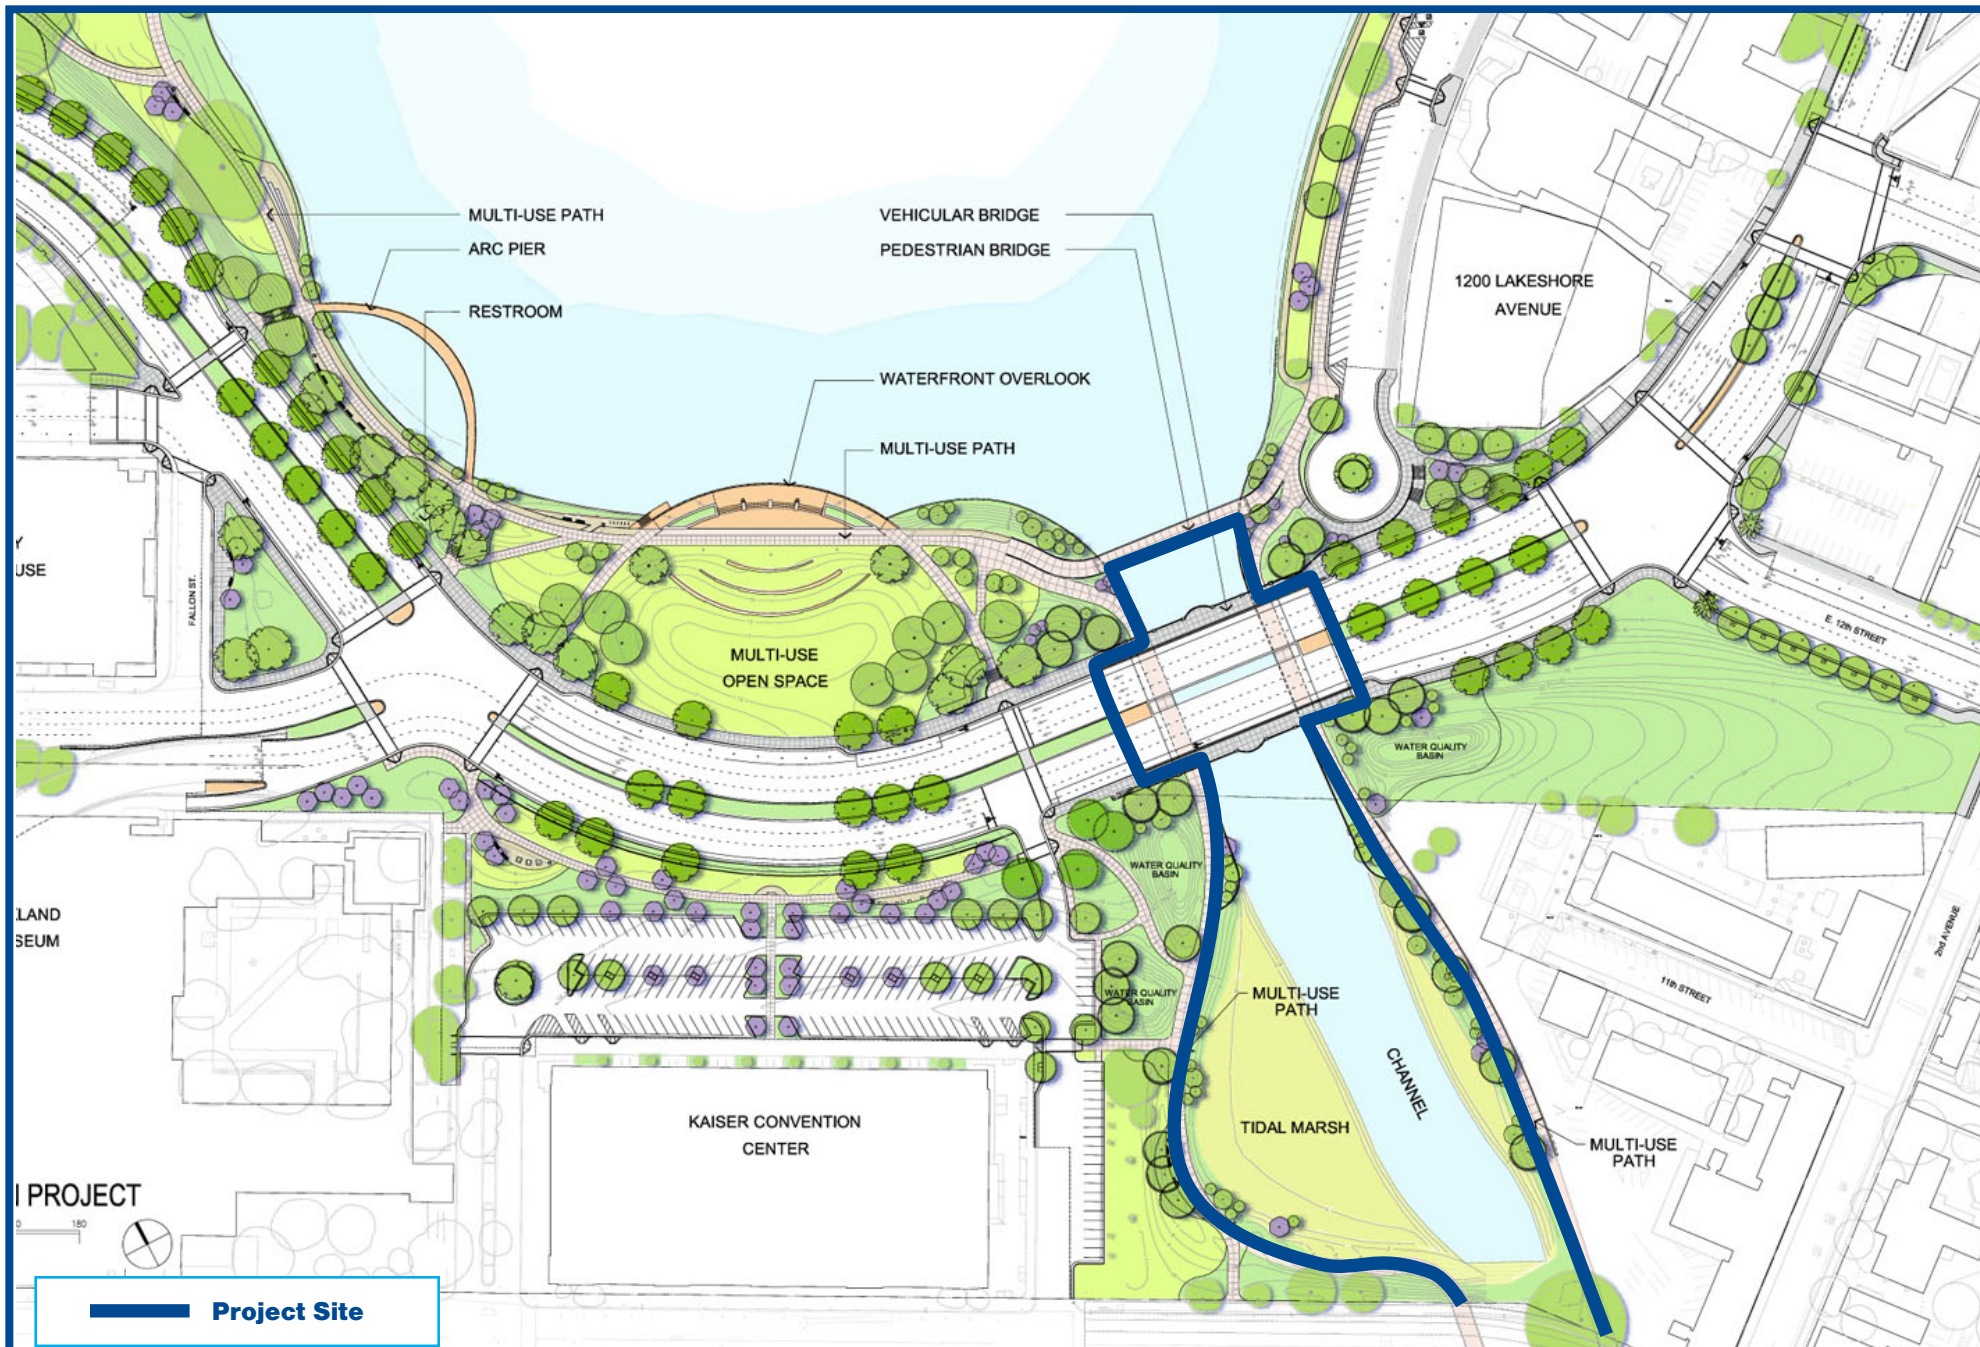 MULTI-USE PATH
ARC PIER
RESTROOM
VEHICULAR BRIDGE
PEDESTRIAN BRIDGE
1200 LAKESHORE
AVENUE
WATERFRONT OVERLOOK
MULTI-USE PATH
Y
USE
FALLON ST.
MULTI-USE
OPEN SPACE
E. 12th STREET
WATER QUALITY
BASIN
WATER QUALITY
BASIN
LAND
SEUM
2nd AVENUE
11th STREET
WATER QUALITY
BASIN
MULTI-USE
PATH
CHANNEL
KAISER CONVENTION
CENTER
TIDAL MARSH
MULTI-USE
PATH
PROJECT
180
Project Site